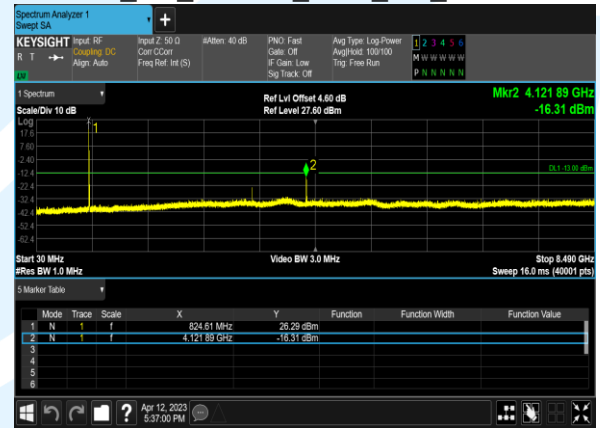 Spectrum Analyzer 1
Swept SA
KEYSIGHT Input: RF Input Z: 50 Ω #Atten: 40 dB PNO: Fast Avg Type: Log-Power 1 2 3 4 5 6
R T Coupling: DC Corr CCorr Gate: Off Avg|Hold: 100/100 M W W W W W
Align: Auto Freq Ref: Int (S) IF Gain: Low Trig: Free Run
Sig Track: Off P N N N N N
LVI
1 Spectrum Ref Lvl Offset 4.60 dB Mkr2 4.121 89 GHz
Scale/Div 10 dB Ref Level 27.60 dBm -16.31 dBm
Log
17.6 1
7.60
-2.40 2
-12.4 DL1 -13.00 dBm
-22.4
-32.4
-42.4
-52.4
-62.4
Start 30 MHz Video BW 3.0 MHz Stop 8.490 GHz
#Res BW 1.0 MHz Sweep 16.0 ms (40001 pts)
5 Marker Table
Mode Trace Scale X Y Function Function Width Function Value
1 N 1 f 824.61 MHz 26.29 dBm
2 N 1 f 4.121 89 GHz -16.31 dBm
3
4
5
6
Apr 12, 2023
5:37:00 PM